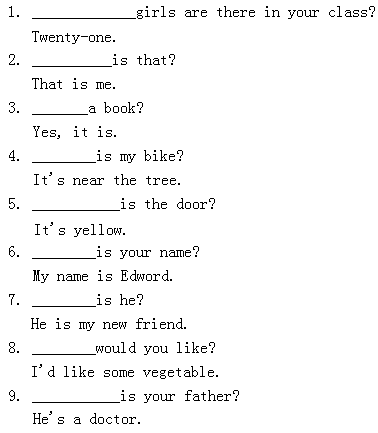 1. _____________girls are there in your class?
Twenty-one.
2. __________is that?
That is me.
3. _______a book?
Yes, it is.
4. ________is my bike?
It's near the tree.
5. ___________is the door?
It's yellow.
6. ________is your name?
My name is Edword.
7. ________is he?
He is my new friend.
8. ________would you like?
I'd like some vegetable.
9. ___________is your father?
He's a doctor.